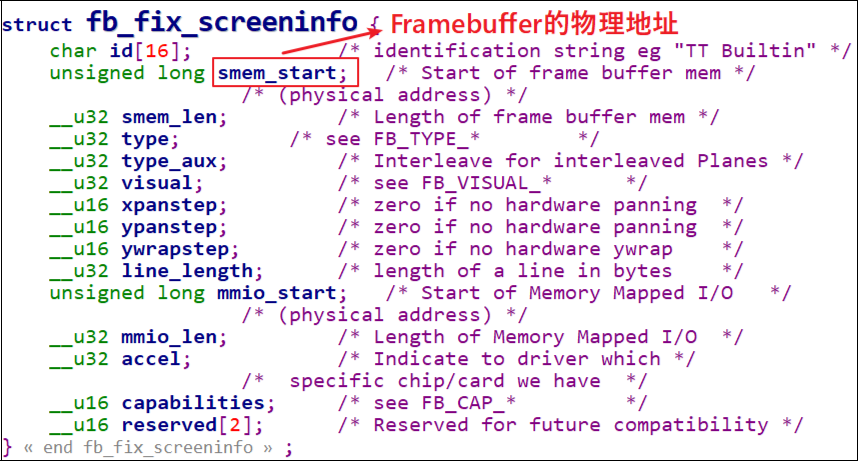 struct fb_fix_screeninfo { Framebuffer的物理地址
char id[16]; /* identification string eg "TT Builtin" */
unsigned long smem_start; /* Start of frame buffer mem */
/* (physical address) */
__u32 smem_len; /* Length of frame buffer mem */
__u32 type; /* see FB_TYPE_* */
__u32 type_aux; /* Interleave for interleaved Planes */
__u32 visual; /* see FB_VISUAL_* */
__u16 xpanstep; /* zero if no hardware panning */
__u16 ypanstep; /* zero if no hardware panning */
__u16 ywrapstep; /* zero if no hardware ywrap */
__u32 line_length; /* length of a line in bytes */
unsigned long mmio_start; /* Start of Memory Mapped I/O */
/* (physical address) */
__u32 mmio_len; /* Length of Memory Mapped I/O */
__u32 accel; /* Indicate to driver which */
/* specific chip/card we have */
__u16 capabilities; /* see FB_CAP_* */
__u16 reserved[2]; /* Reserved for future compatibility */
} « end fb_fix_screeninfo » ;